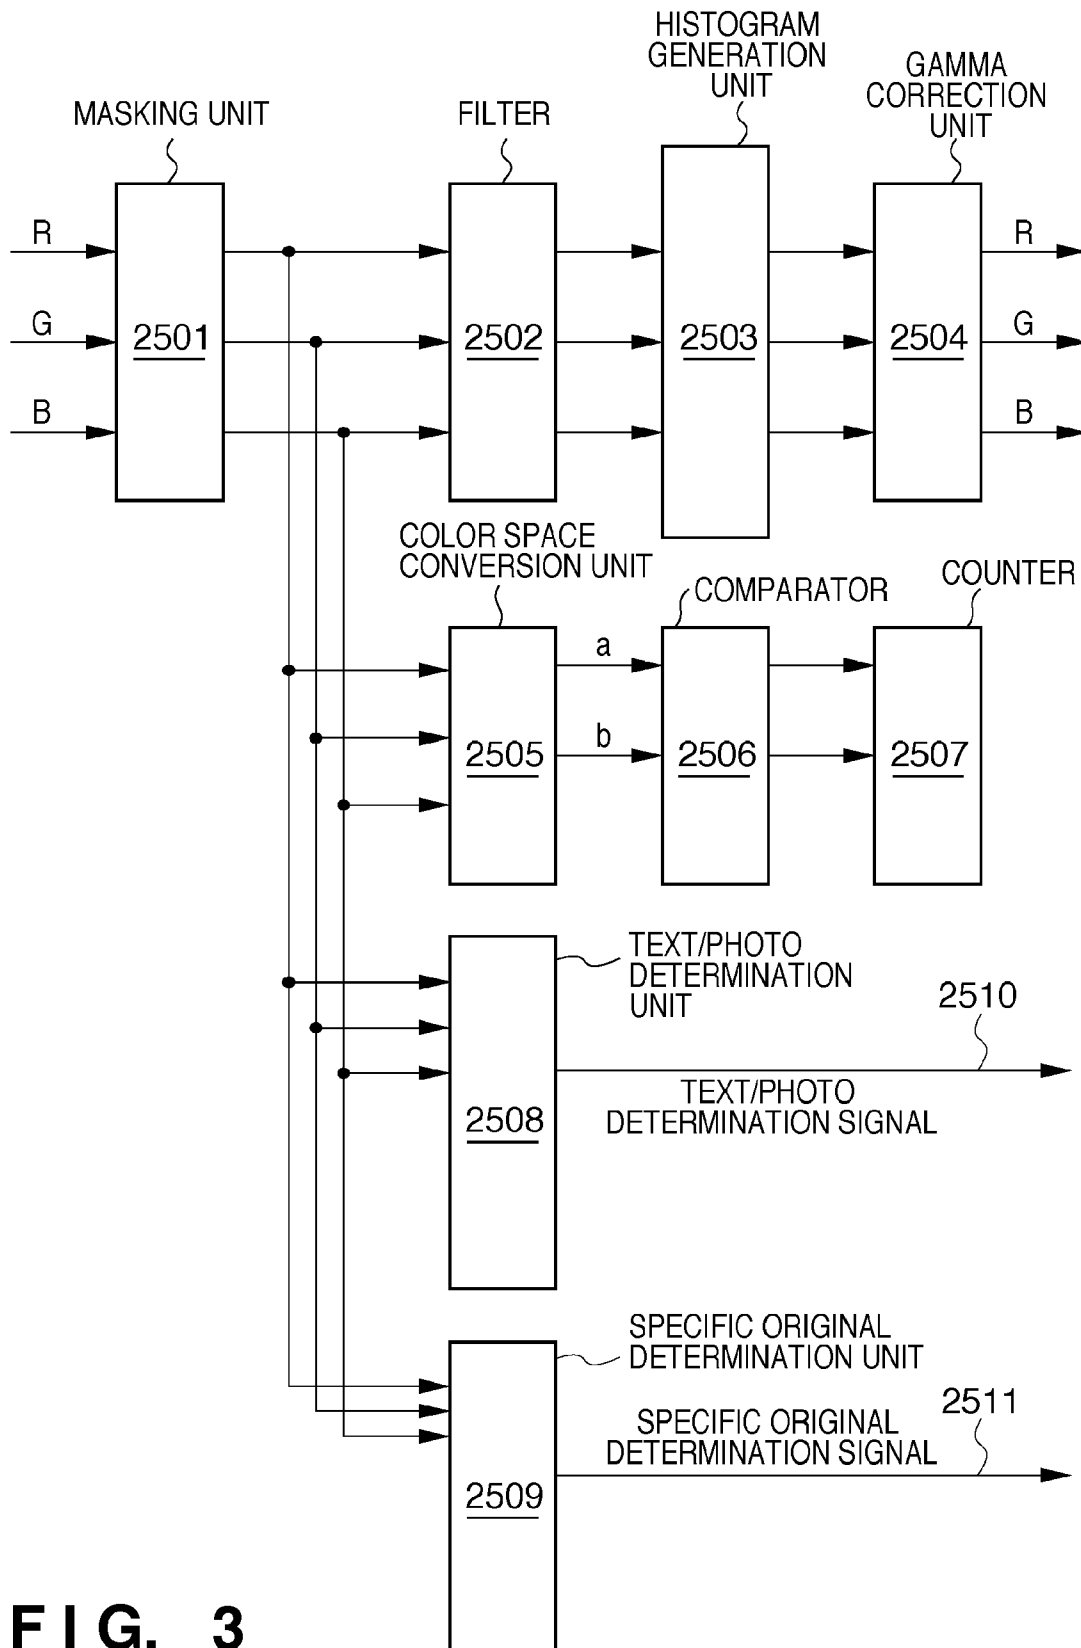 HISTOGRAM
GENERATION
UNIT
GAMMA
CORRECTION
UNIT
MASKING UNIT
FILTER
R
R
G
2501
2502
2503
2504
G
B
B
COLOR SPACE
CONVERSION UNIT
COMPARATOR
COUNTER
a
b
2505
2506
2507
TEXT/PHOTO
DETERMINATION
UNIT
2510
TEXT/PHOTO
DETERMINATION SIGNAL
2508
SPECIFIC ORIGINAL
DETERMINATION UNIT
2511
SPECIFIC ORIGINAL
DETERMINATION SIGNAL
2509
FIG. 3